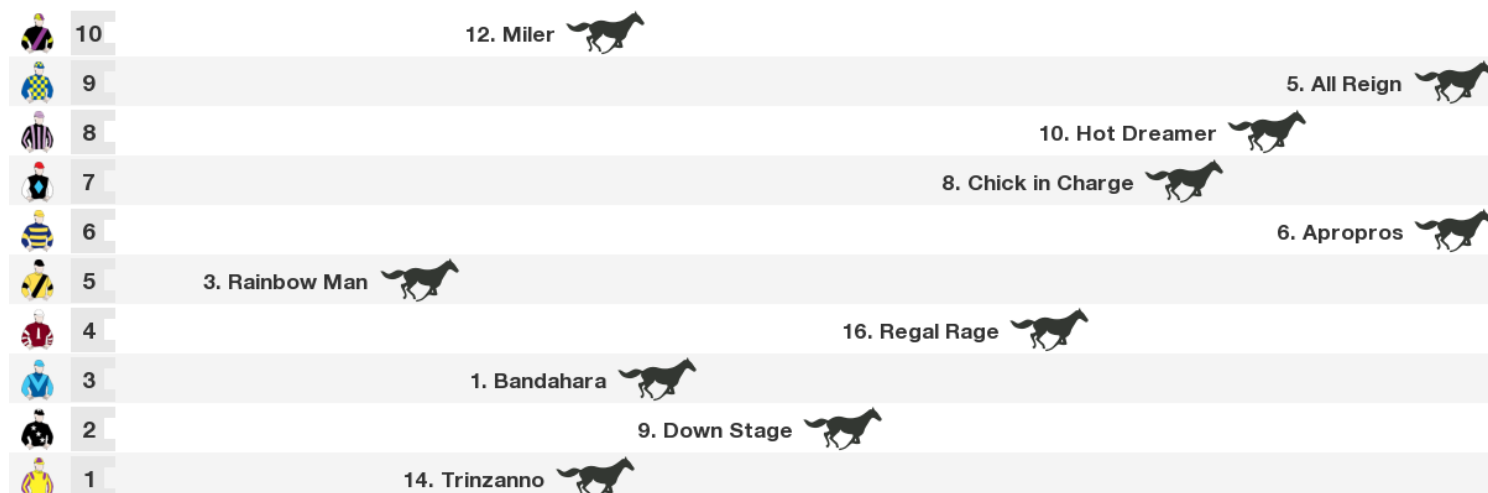 10 12. Miler
9 5. All Reign
8 10. Hot Dreamer
7 8. Chick in Charge
6 6. Apropros
5 3. Rainbow Man
4 16. Regal Rage
3 1. Bandahara
2 9. Down Stage
1 14. Trinzanno